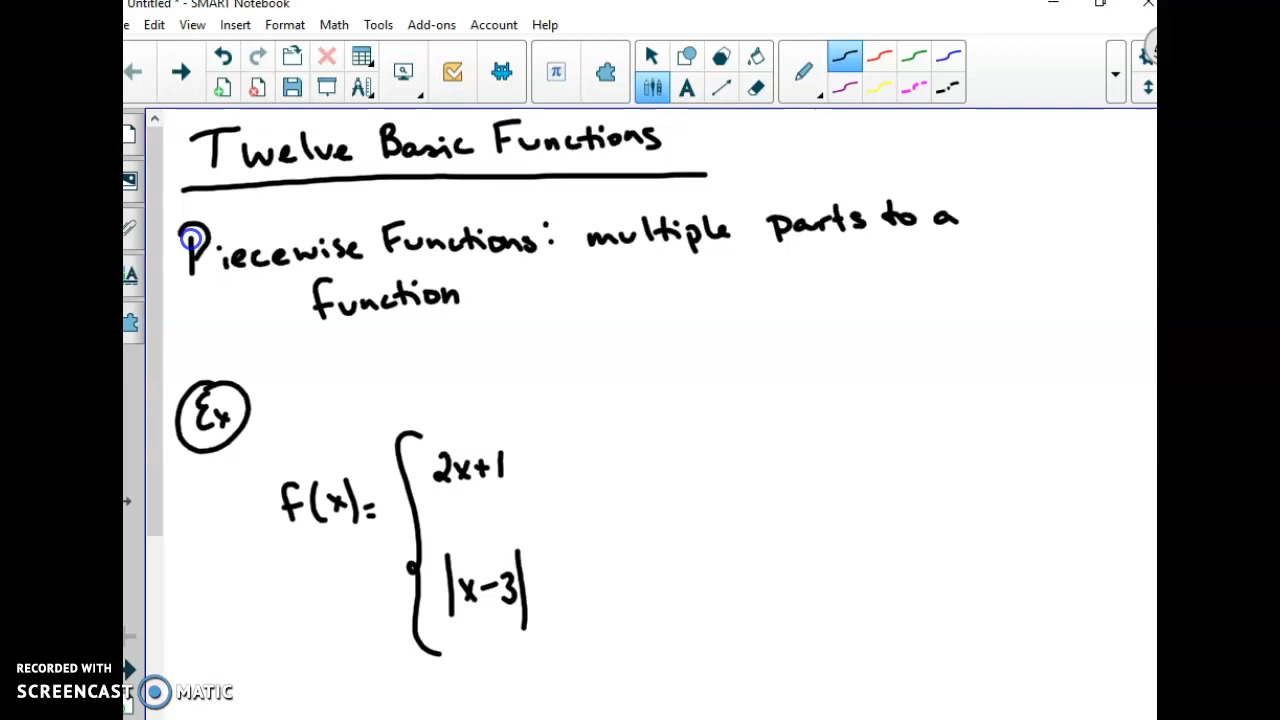 Untitled * - SMART Notebook
e Edit View Insert Format Math Tools Add-ons Account Help
Twelve Basic Functions
Piecewise Functions: multiple parts to a
function
Ex
2x+1
f(x)=
|x-3|
RECORDED WITH
SCREENCAST MATIC